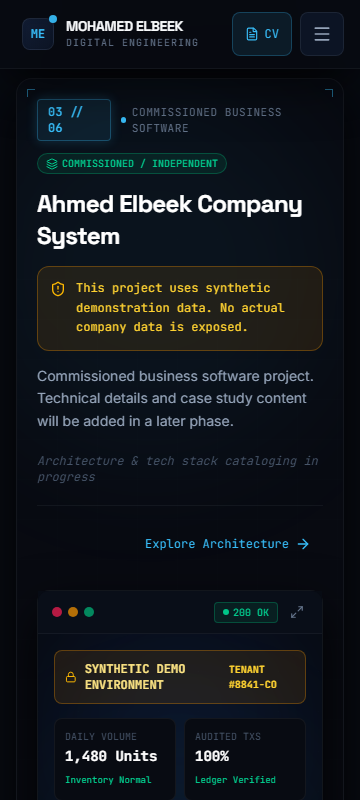 ME
MOHAMED ELBEEK
DIGITAL ENGINEERING
CV
03 //
06
COMMISSIONED BUSINESS
SOFTWARE
COMMISSIONED / INDEPENDENT
Ahmed Elbeek Company
System
This project uses synthetic
demonstration data. No actual
company data is exposed.
Commissioned business software project.
Technical details and case study content
will be added in a later phase.
Architecture & tech stack cataloging in
progress
Explore Architecture →
200 OK
SYNTHETIC DEMO
ENVIRONMENT
TENANT
#8841-CO
DAILY VOLUME
1,480 Units
Inventory Normal
AUDITED TXS
100%
Ledger Verified